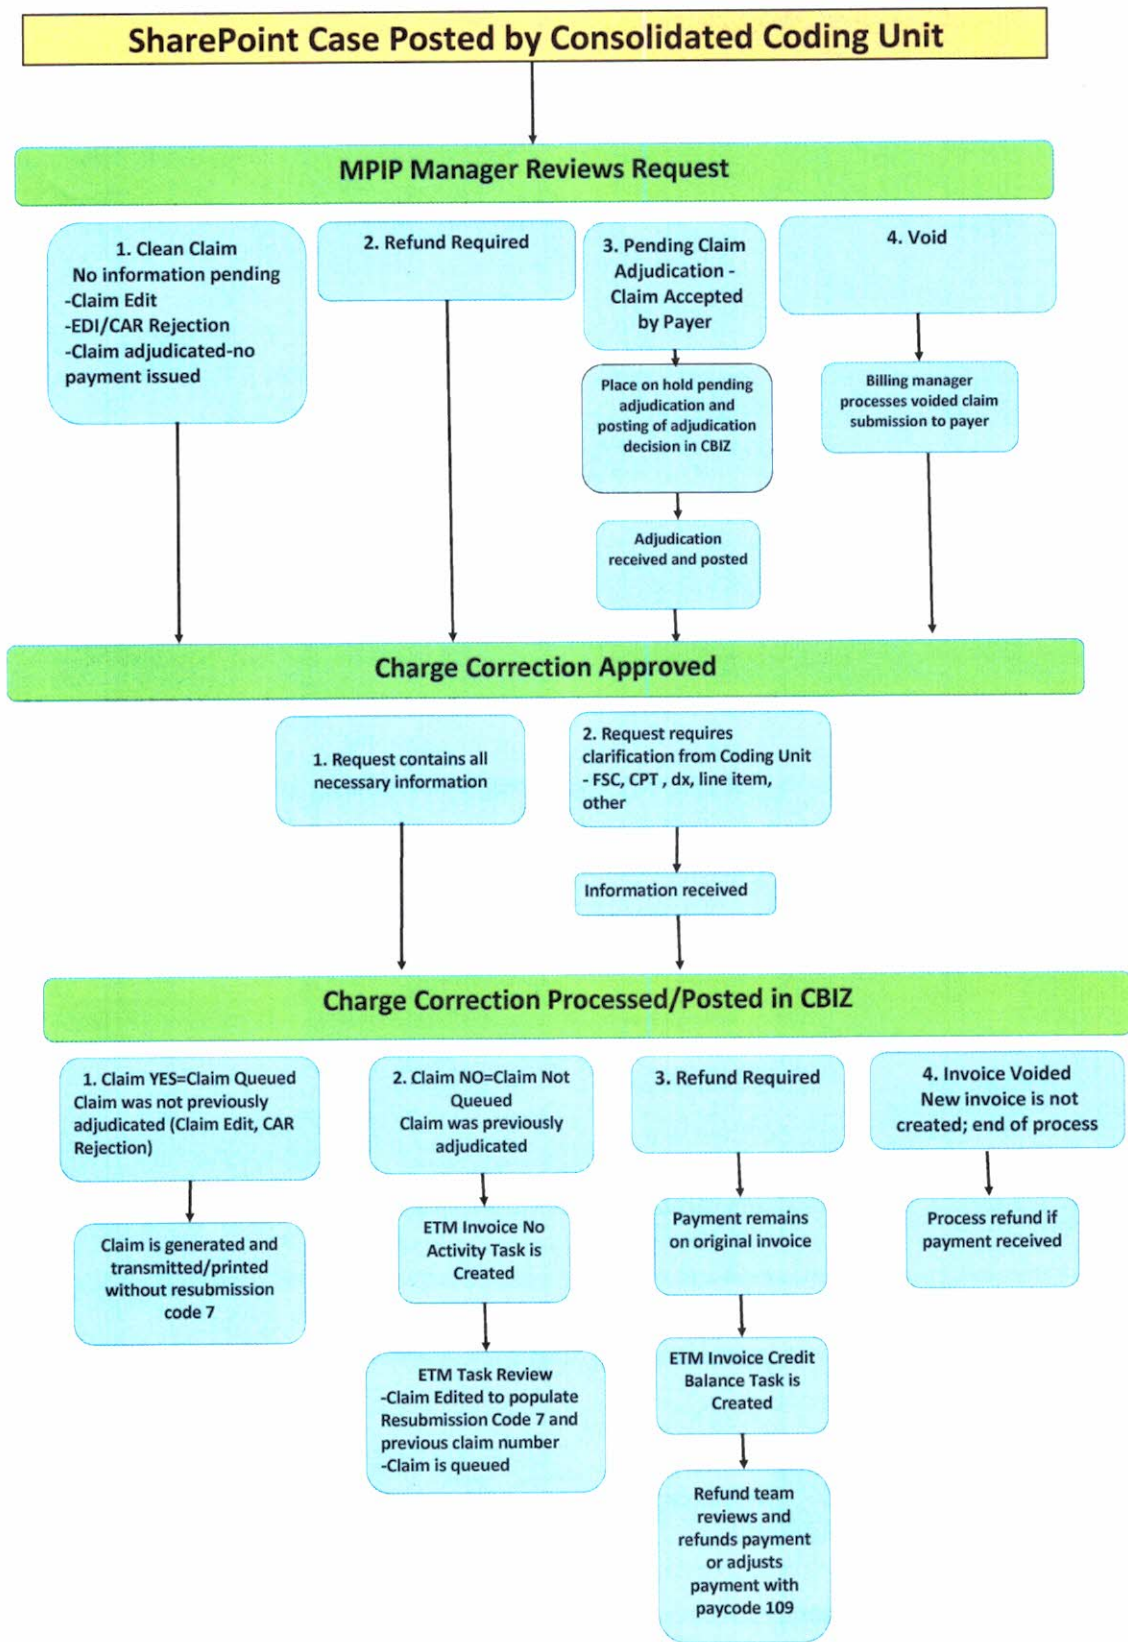 SharePoint Case Posted by Consolidated Coding Unit
MPIP Manager Reviews Request
1. Clean Claim
No information pending
-Claim Edit
-EDI/CAR Rejection
-Claim adjudicated-no
payment issued
2. Refund Required
3. Pending Claim
Adjudication -
Claim Accepted
by Payer
Place on hold pending
adjudication and
posting of adjudication
decision in CBIZ
Adjudication
received and posted
4. Void
Billing manager
processes voided claim
submission to payer
Charge Correction Approved
1. Request contains all
necessary information
2. Request requires
clarification from Coding Unit
- FSC, CPT , dx, line item,
other
Information received
Charge Correction Processed/Posted in CBIZ
1. Claim YES=Claim Queued
Claim was not previously
adjudicated (Claim Edit, CAR
Rejection)
Claim is generated and
transmitted/printed
without resubmission
code 7
2. Claim NO=Claim Not
Queued
Claim was previously
adjudicated
ETM Invoice No
Activity Task is
Created
ETM Task Review
-Claim Edited to populate
Resubmission Code 7 and
previous claim number
-Claim is queued
3. Refund Required
Payment remains
on original invoice
ETM Invoice Credit
Balance Task is
Created
Refund team
reviews and
refunds payment
or adjusts
payment with
paycode 109
4. Invoice Voided
New invoice is not
created; end of process
Process refund if
payment received